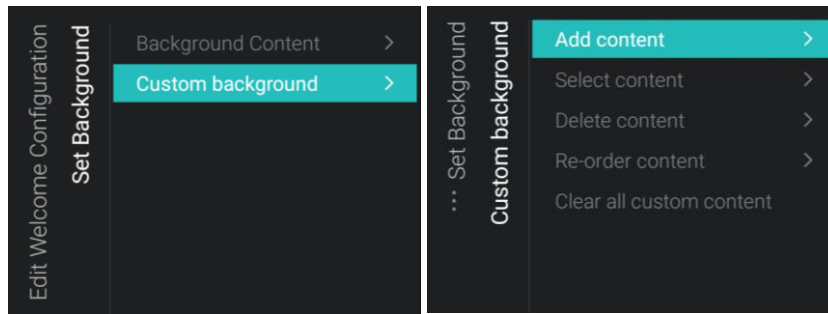 Edit Welcome Configuration
Set Background
Background Content >
Custom background >
... Set Background
Custom background
Add content >
Select content >
Delete content >
Re-order content >
Clear all custom content